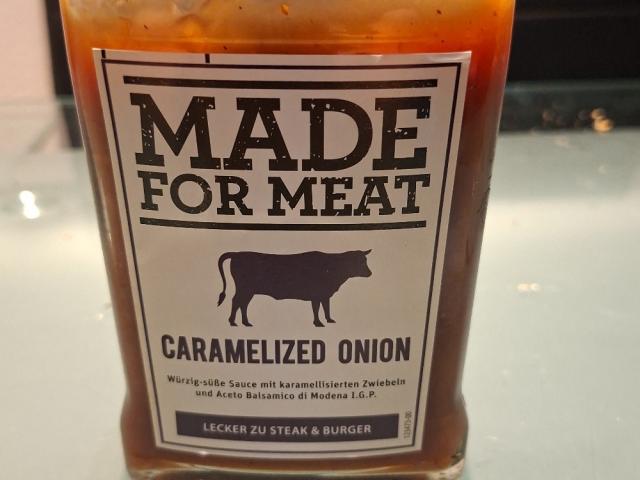 MADE
FOR MEAT
CARAMELIZED ONION
Würzig-süße Sauce mit karamellisierten Zwiebeln
und Aceto Balsamico di Modena I.G.P.
LECKER ZU STEAK & BURGER